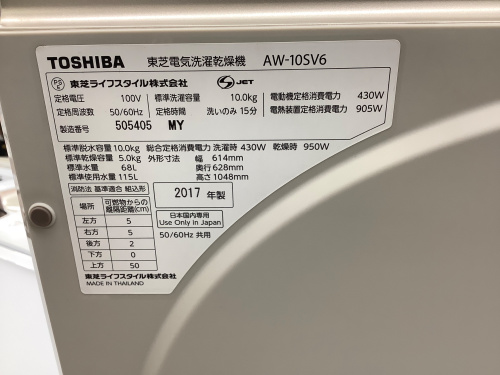 TOSHIBA 東芝電気洗濯乾燥機 AW-10SV6
PSE 東芝ライフスタイル株式会社 S-JET
定格電圧 100V 標準洗濯容量 10.0kg 電動機定格消費電力 430W
定格周波数 50/60Hz 定格時間 洗いのみ 15分 電熱装置定格消費電力 905W
製造番号 505405 MY
標準脱水容量10.0kg 総合定格消費電力 洗濯時 430W 乾燥時 950W
標準乾燥容量 5.0kg 外形寸法 幅 614mm
標準水量 68L 奥行 628mm
標準使用水量 115L 高さ 1048mm
消防法 基準適合 組込形
2017 年製
場所 可燃物からの離隔距離(cm)
日本国内専用
Use Only in Japan
左方 5
右方 5
50/60Hz 共用
後方 2
下方 0
上方 50
東芝ライフスタイル株式会社
MADE IN THAILAND